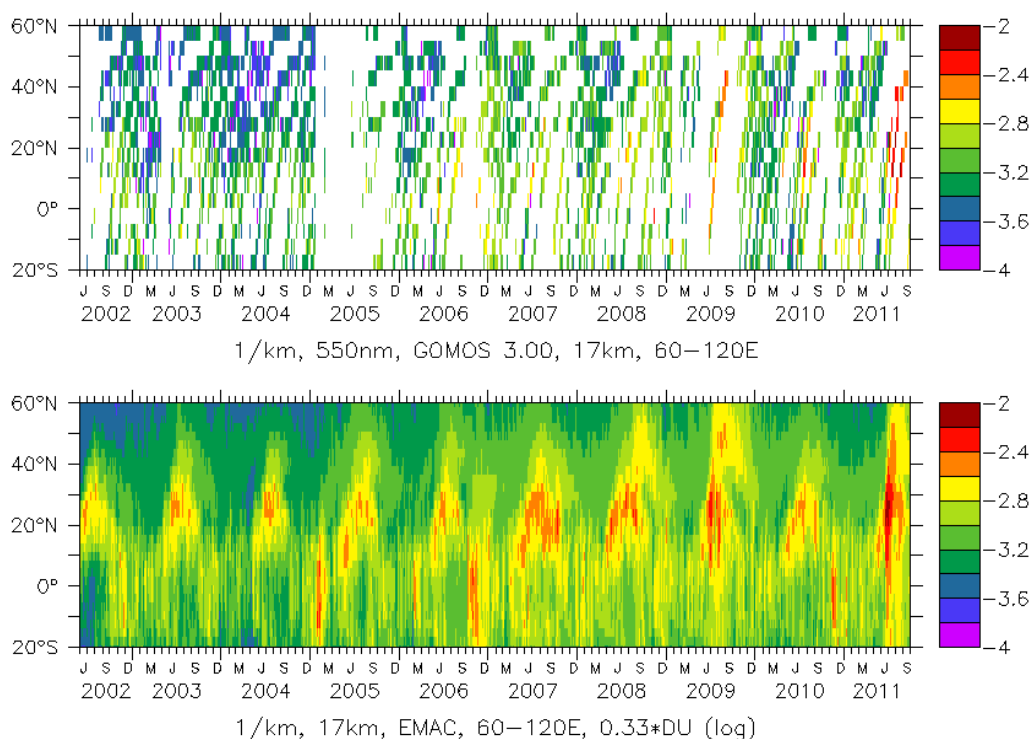 60°N
40°N
20°N
0°
20°S
-2
-2.4
-2.8
-3.2
-3.6
-4
J S D M J S D M J S D M J S D M J S D M J S D M J S D M J S D M J S D M J S
2002 2003 2004 2005 2006 2007 2008 2009 2010 2011
1/km, 550nm, GOMOS 3.00, 17km, 60-120E
60°N
40°N
20°N
0°
20°S
-2
-2.4
-2.8
-3.2
-3.6
-4
J S D M J S D M J S D M J S D M J S D M J S D M J S D M J S D M J S D M J S
2002 2003 2004 2005 2006 2007 2008 2009 2010 2011
1/km, 17km, EMAC, 60-120E, 0.33*DU (log)